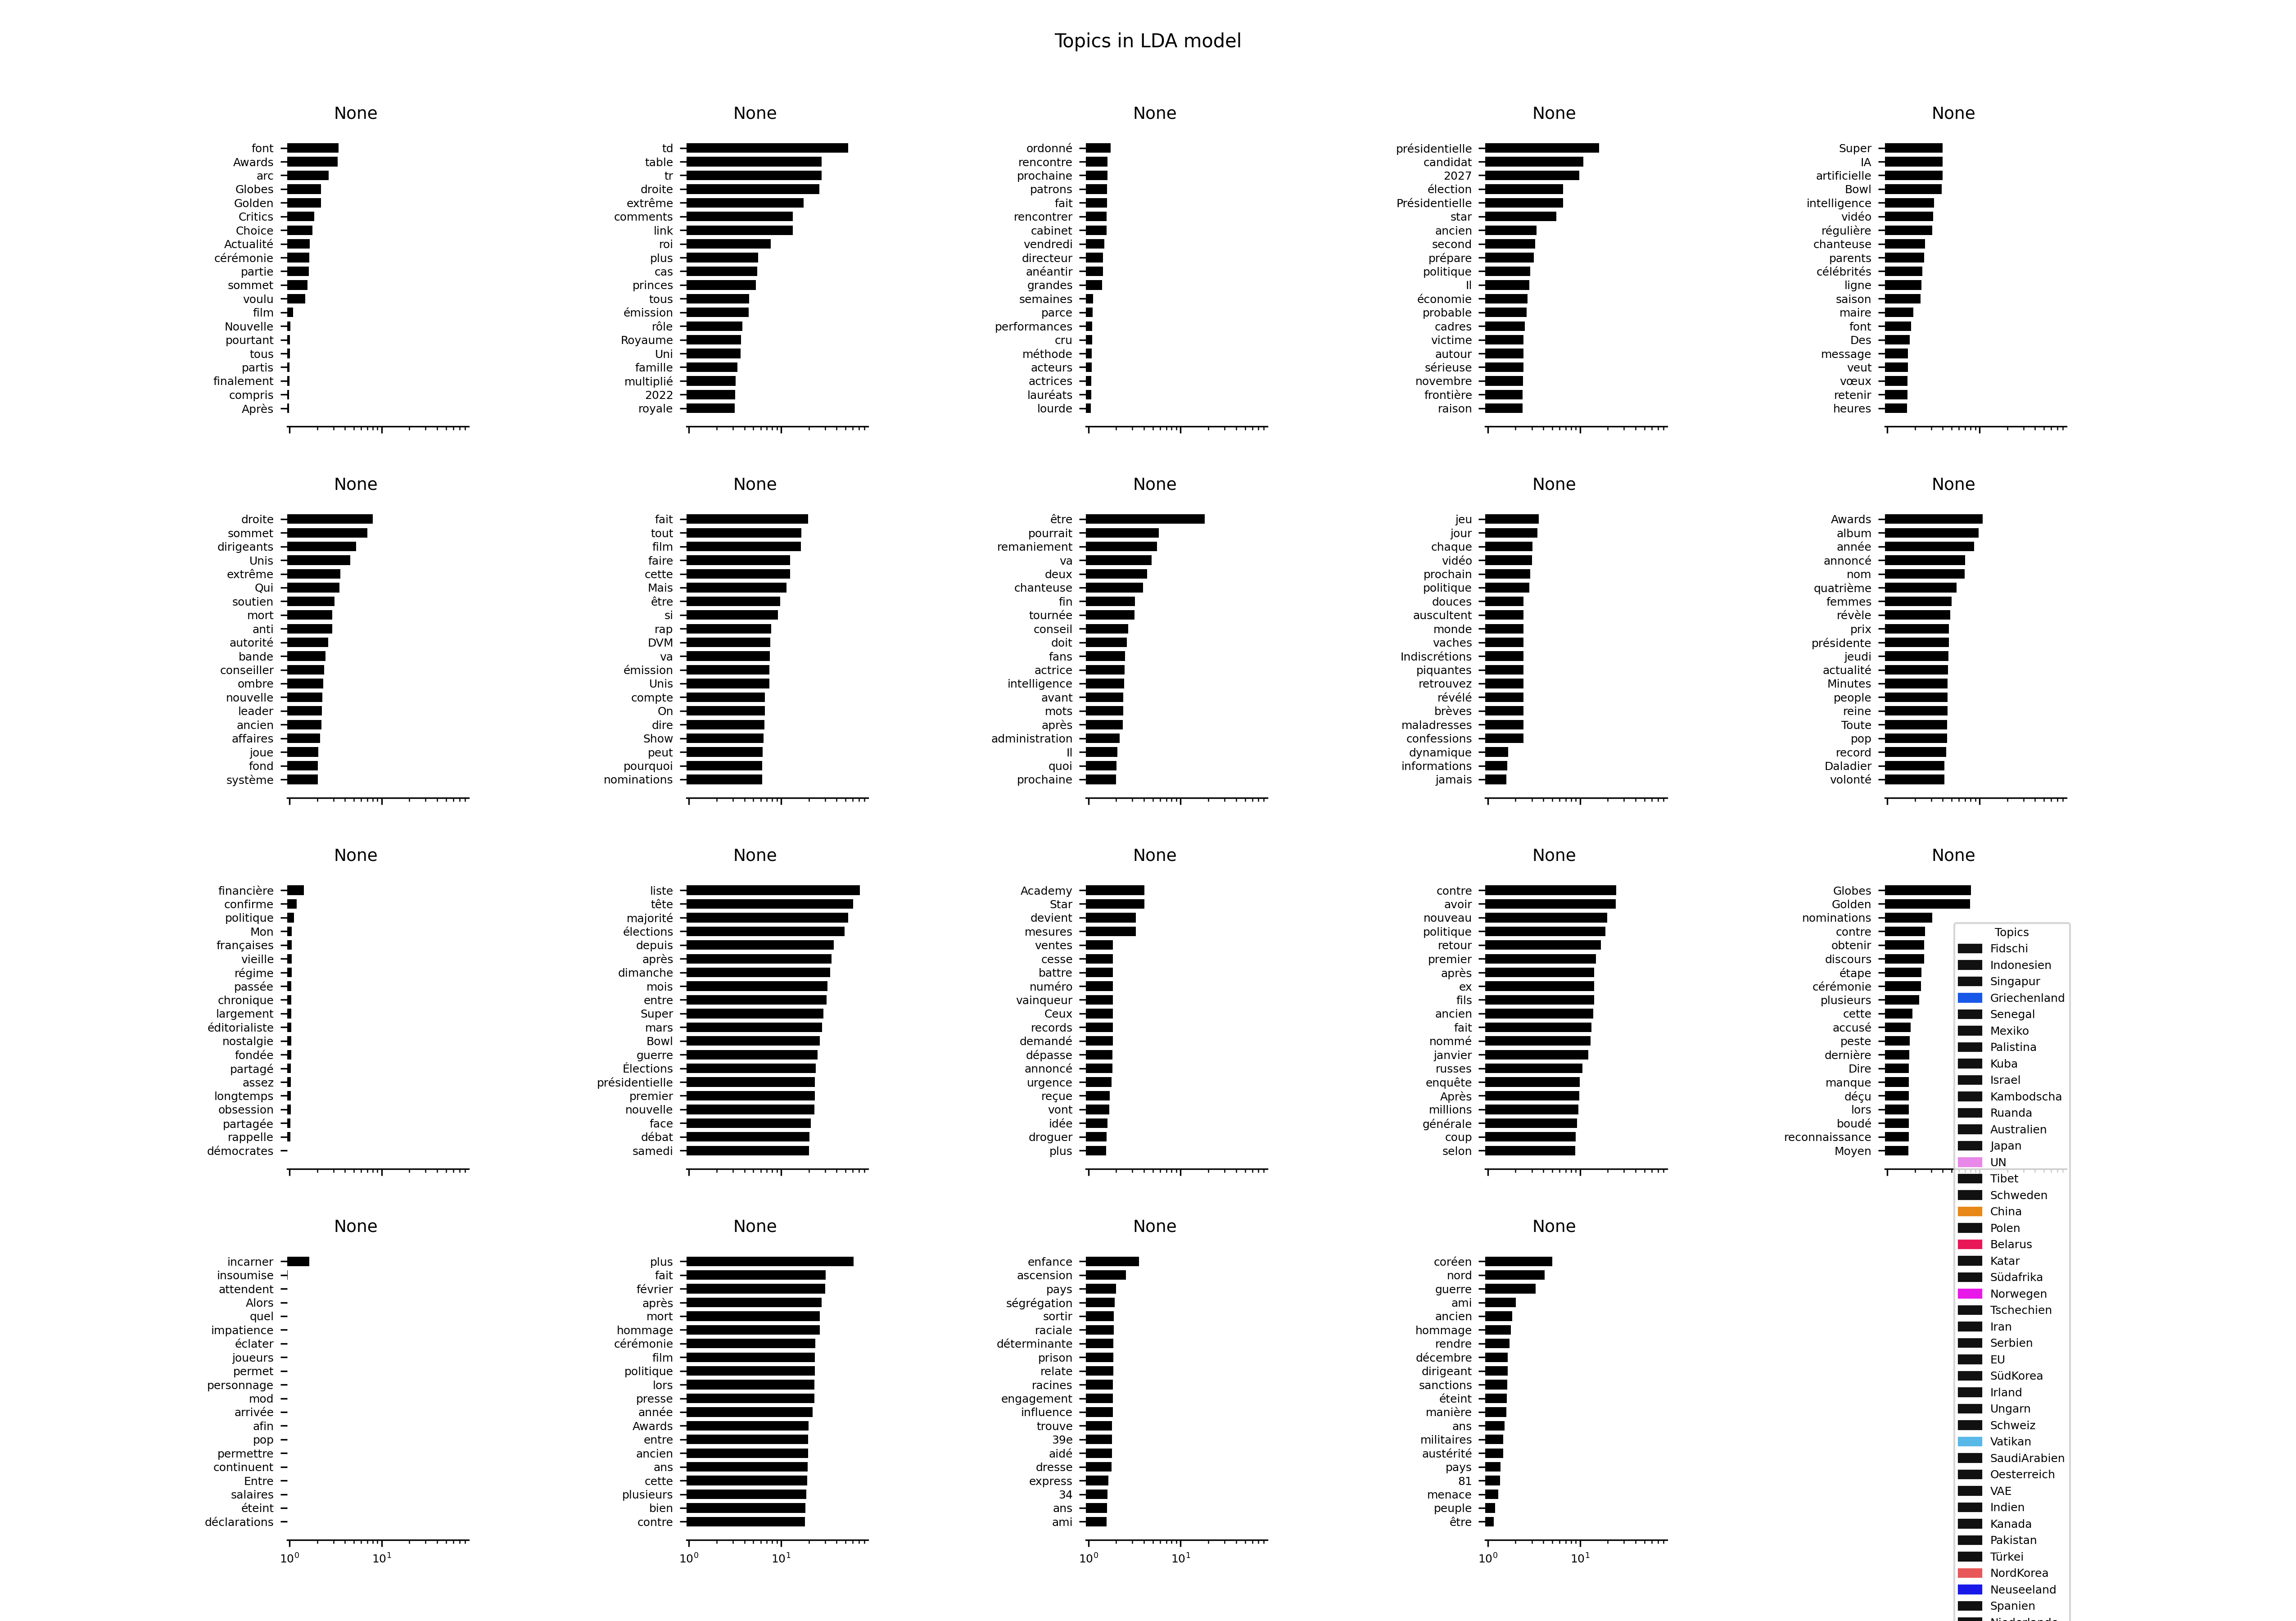 Topics in LDA model
None
font
Awards
arc
Globes
Golden
Critics
Choice
Actualité
cérémonie
partie
sommet
voulu
film
Nouvelle
pourtant
tous
partis
finalement
compris
Après
None
td
table
tr
droite
extrême
comments
link
roi
plus
cas
princes
tous
émission
rôle
Royaume
Uni
famille
multiplié
2022
royale
None
ordonné
rencontre
prochaine
patrons
fait
rencontrer
cabinet
vendredi
directeur
anéantir
grandes
semaines
parce
performances
cru
méthode
acteurs
actrices
lauréats
lourde
None
présidentielle
candidat
2027
élection
Présidentielle
star
ancien
second
prépare
politique
Il
économie
probable
cadres
victime
autour
sérieuse
novembre
frontière
raison
None
Super
IA
artificielle
Bowl
intelligence
vidéo
régulière
chanteuse
parents
célébrités
ligne
saison
maire
font
Des
message
veut
vœux
retenir
heures
None
droite
sommet
dirigeants
Unis
extrême
Qui
soutien
mort
anti
autorité
bande
conseiller
ombre
nouvelle
leader
ancien
affaires
joue
fond
système
None
fait
tout
film
faire
cette
Mais
être
si
rap
DVM
va
émission
Unis
compte
On
dire
Show
peut
pourquoi
nominations
None
être
pourrait
remaniement
va
deux
chanteuse
fin
tournée
conseil
doit
fans
actrice
intelligence
avant
mots
après
administration
Il
quoi
prochaine
None
jeu
jour
chaque
vidéo
prochain
politique
douces
auscultent
monde
vaches
Indiscrétions
piquantes
retrouvez
révélé
brèves
maladresses
confessions
dynamique
informations
jamais
None
Awards
album
année
annoncé
nom
quatrième
femmes
révèle
prix
présidente
jeudi
actualité
Minutes
people
reine
Toute
pop
record
Daladier
volonté
None
financière
confirme
politique
Mon
françaises
vieille
régime
passée
chronique
largement
éditorialiste
nostalgie
fondée
partagé
assez
longtemps
obsession
partagée
rappelle
démocrates
None
liste
tête
majorité
élections
depuis
après
dimanche
mois
entre
Super
mars
Bowl
guerre
Élections
présidentielle
premier
nouvelle
face
débat
samedi
None
Academy
Star
devient
mesures
ventes
cesse
battre
numéro
vainqueur
Ceux
records
demandé
dépasse
annoncé
urgence
reçue
vont
idée
droguer
plus
None
contre
avoir
nouveau
politique
retour
premier
après
ex
fils
ancien
fait
nommé
janvier
russes
enquête
Après
millions
générale
coup
selon
None
Globes
Golden
nominations
contre
obtenir
discours
étape
cérémonie
plusieurs
cette
accusé
peste
dernière
Dire
manque
déçu
lors
boudé
reconnaissance
Moyen
None
incarner
insoumise
attendent
Alors
quel
impatience
éclater
joueurs
permet
personnage
mod
arrivée
afin
pop
permettre
continuent
Entre
salaires
éteint
déclarations
10⁰ 10¹
None
plus
fait
février
après
mort
hommage
cérémonie
film
politique
lors
presse
année
Awards
entre
ancien
ans
cette
plusieurs
bien
contre
10⁰ 10¹
None
enfance
ascension
pays
ségrégation
sortir
raciale
déterminante
prison
relate
racines
engagement
influence
trouve
39e
aidé
dresse
express
34
ans
ami
10⁰ 10¹
None
coréen
nord
guerre
ami
ancien
hommage
rendre
décembre
dirigeant
sanctions
éteint
manière
ans
militaires
austérité
pays
81
menace
peuple
être
10⁰ 10¹
Topics
Fidschi
Indonesien
Singapur
Griechenland
Senegal
Mexiko
Palistina
Kuba
Israel
Kambodscha
Ruanda
Australien
Japan
UN
Tibet
Schweden
China
Polen
Belarus
Katar
Südafrika
Norwegen
Tschechien
Iran
Serbien
EU
SüdKorea
Irland
Ungarn
Schweiz
Vatikan
SaudiArabien
Oesterreich
VAE
Indien
Kanada
Pakistan
Türkei
NordKorea
Neuseeland
Spanien